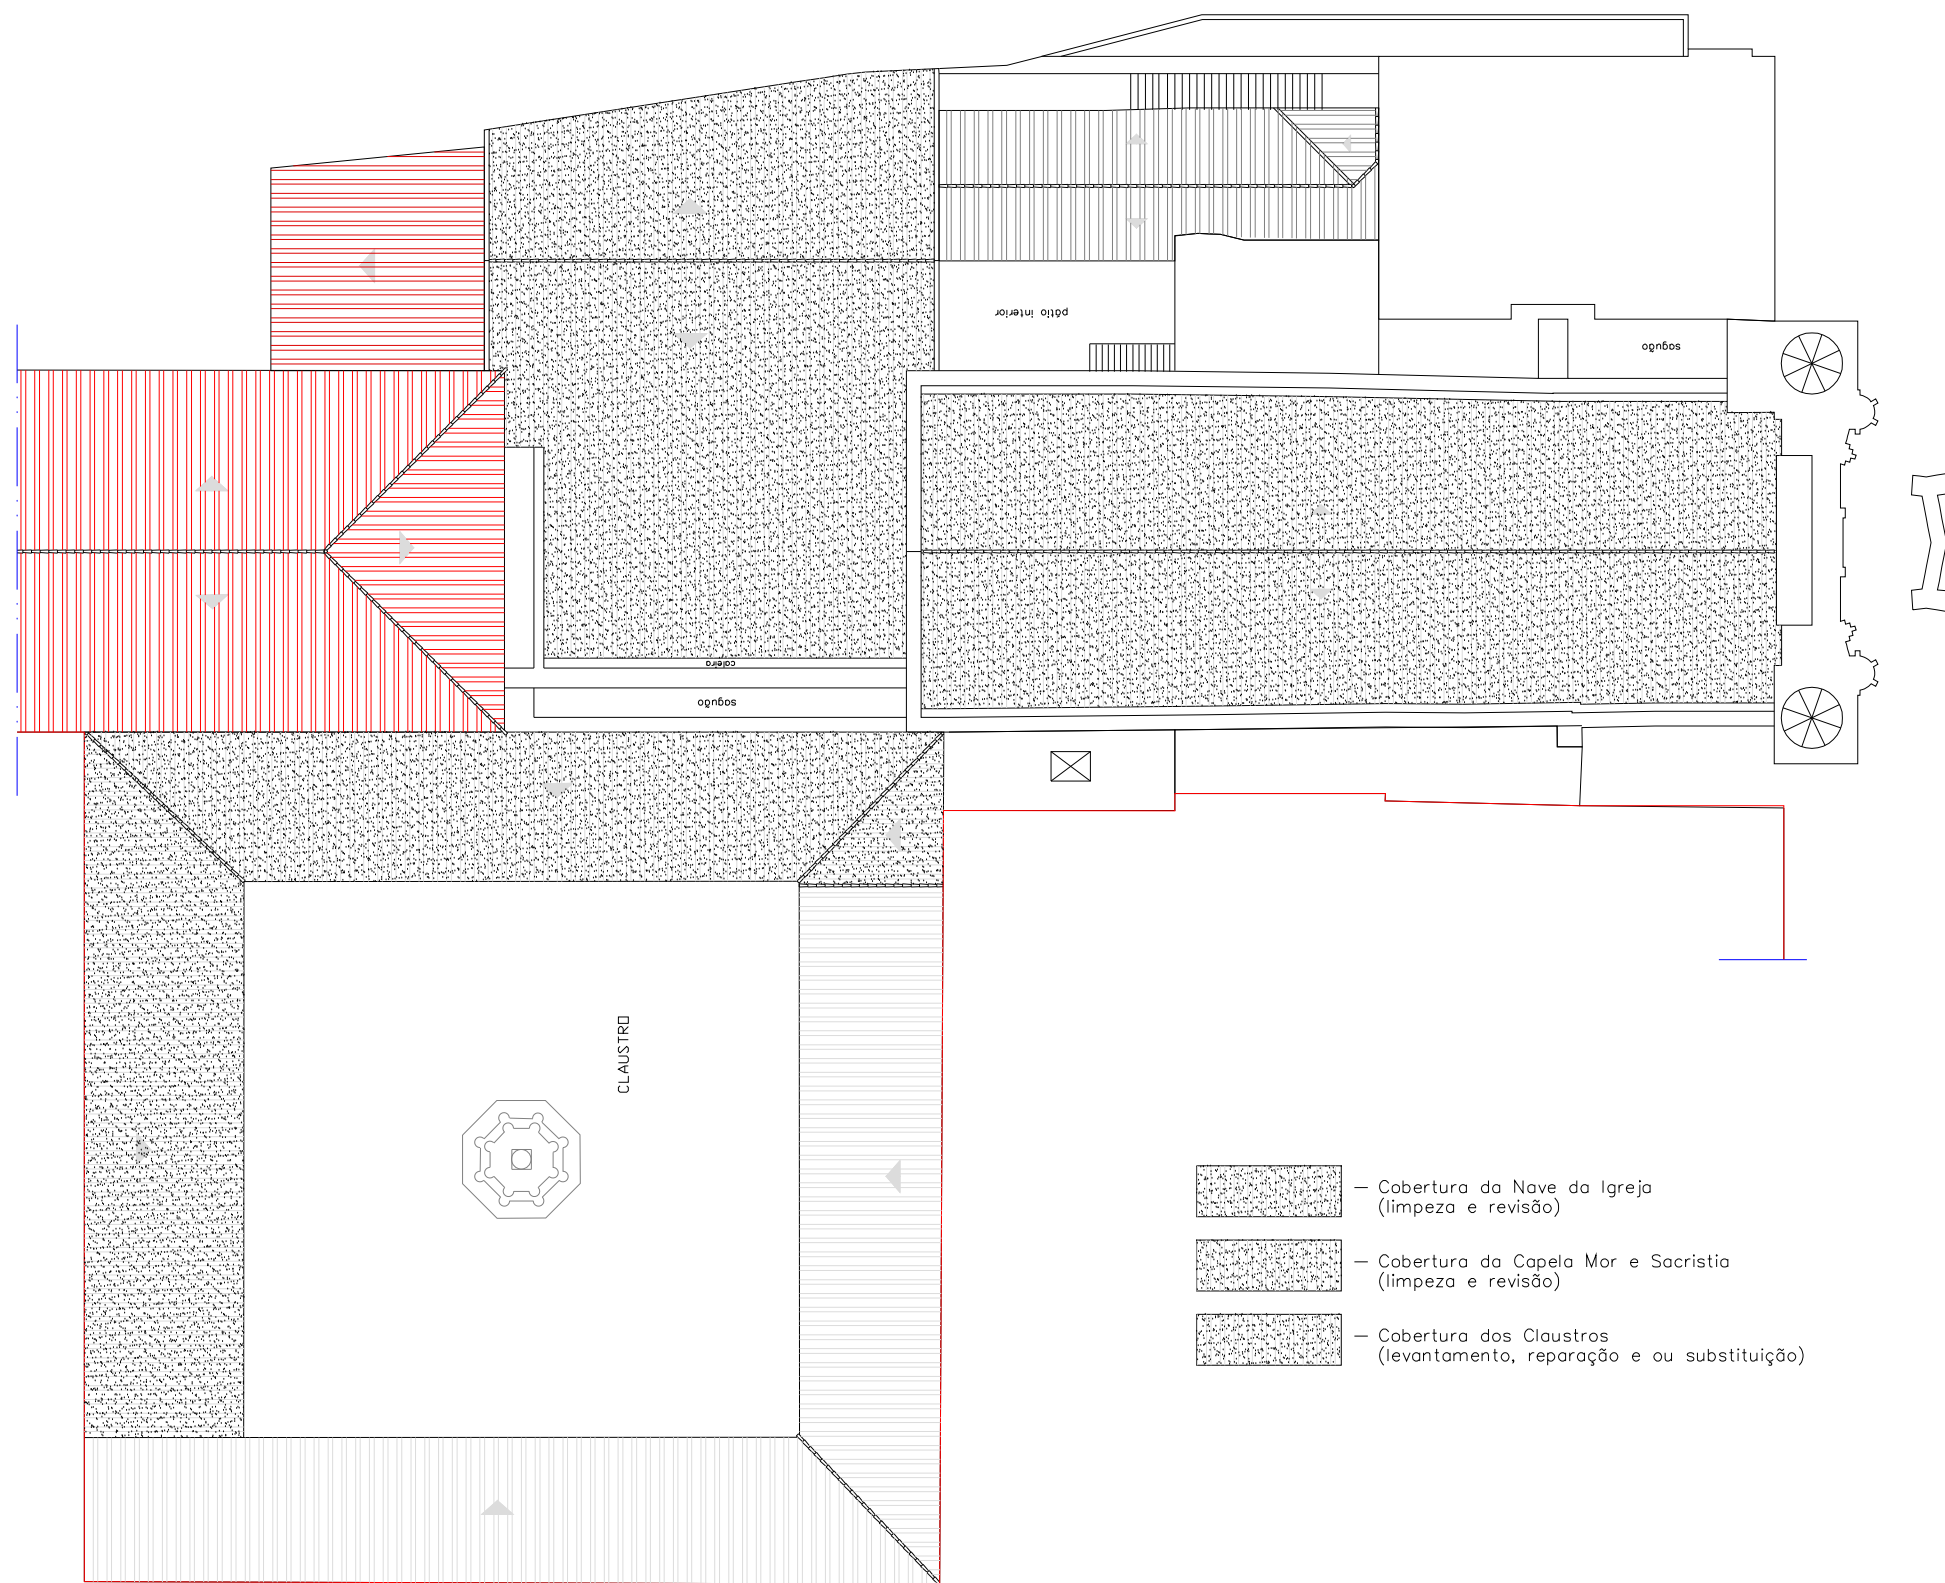 pátio interior
saguão
caleira
saguão
CLAUSTRO
— Cobertura da Nave da Igreja
(limpeza e revisão)
— Cobertura da Capela Mor e Sacristia
(limpeza e revisão)
— Cobertura dos Claustros
(levantamento, reparação e ou substituição)